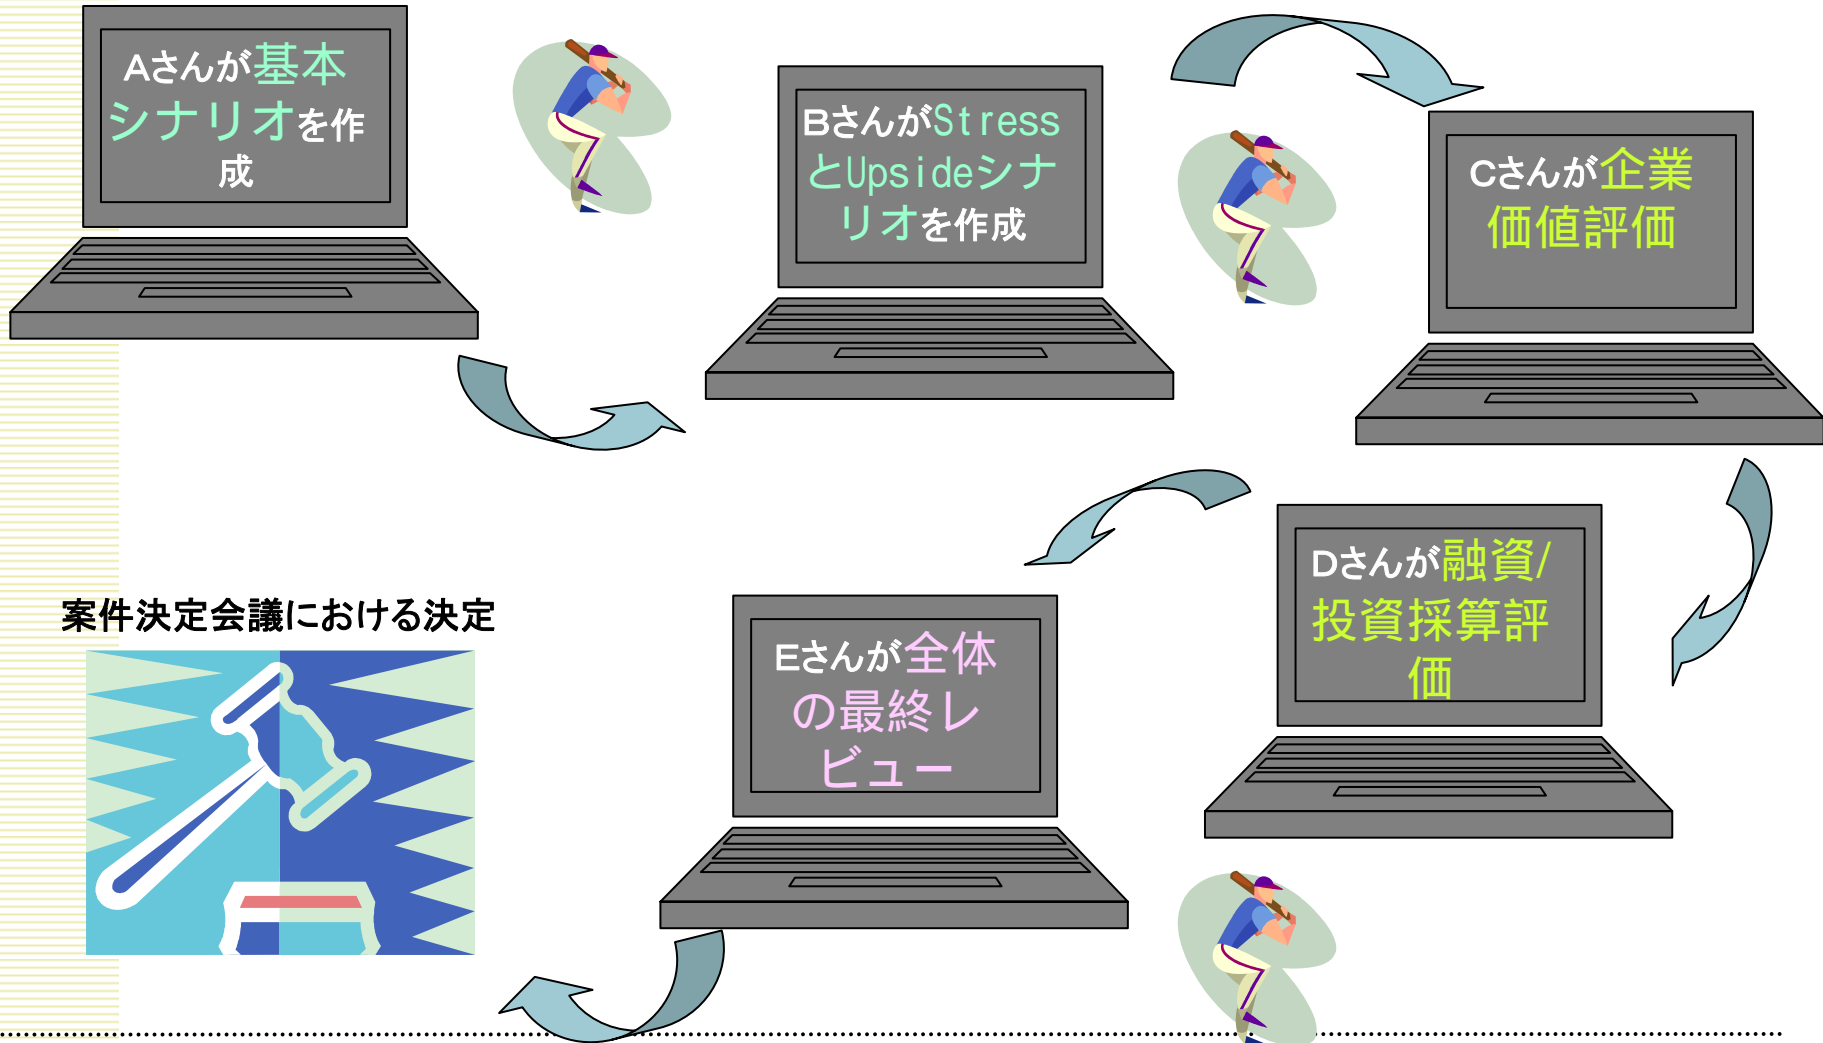 Aさんが基本
シナリオを作
成
BさんがStress
とUpsideシナ
リオを作成
Cさんが企業
価値評価
Dさんが融資/
投資採算評
価
Eさんが全体
の最終レ
ビュー
案件決定会議における決定